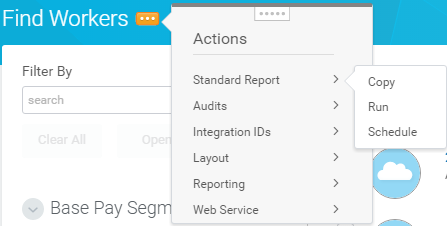 Find Workers
Actions
Filter By
search
Clear All
Open
Base Pay Segm
Standard Report
Audits
Integration IDs
Layout
Reporting
Web Service
Copy
Run
Schedule